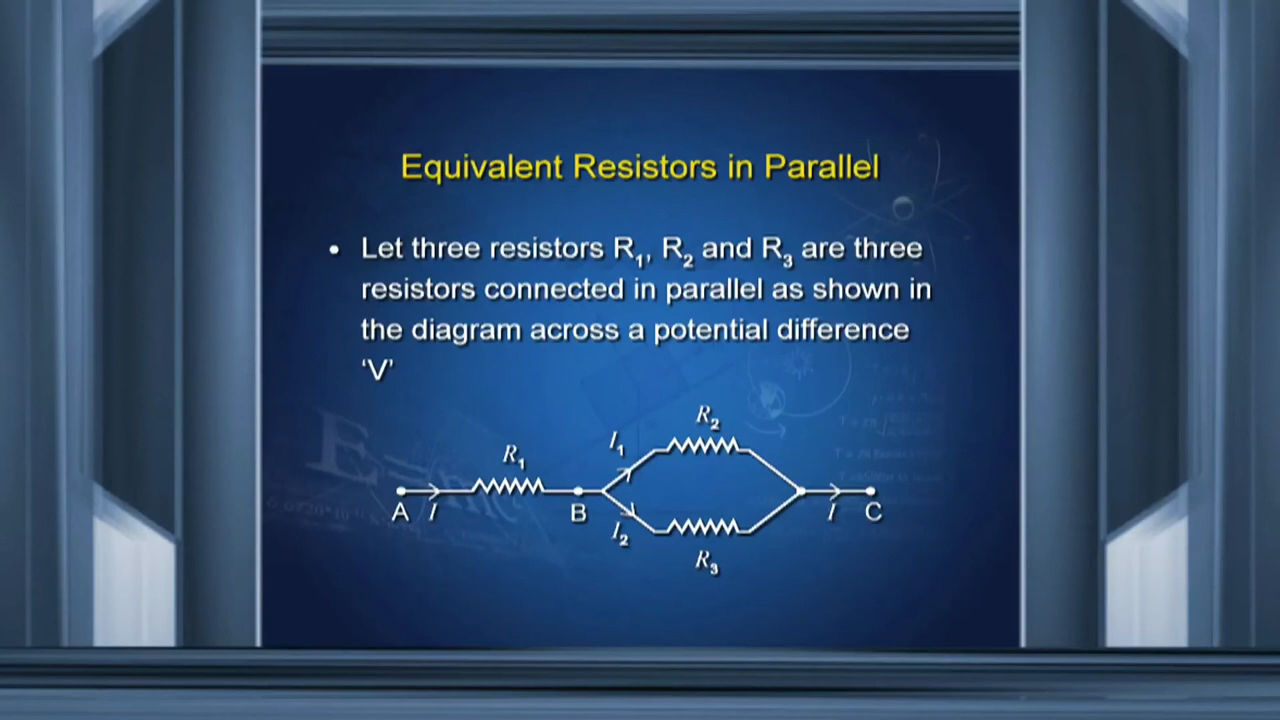 Equivalent Resistors in Parallel
• Let three resistors R₁, R₂ and R₃ are three
resistors connected in parallel as shown in
the diagram across a potential difference
‘V’
R₂
I₁
R₁
A I B I C
I₂
R₃